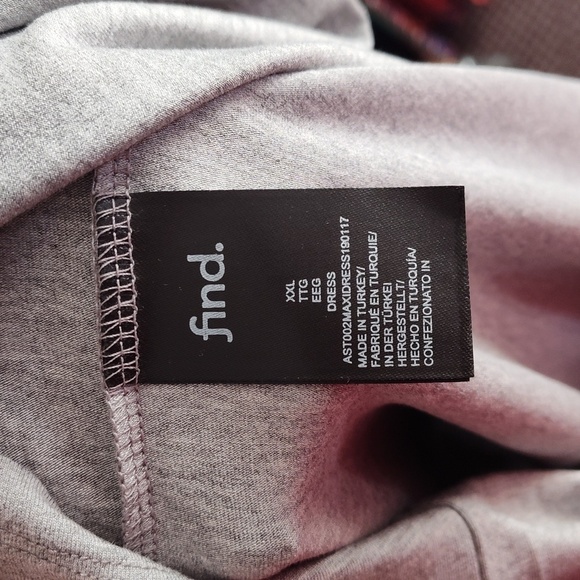 find.
XXL
TTG
EEG
DRESS
AST002MAXIDRESS190117
MADE IN TURKEY/
FABRIQUÉ EN TURQUIE/
IN DER TÜRKEI
HERGESTELLT/
HECHO EN TURQUÍA/
CONFEZIONATO IN